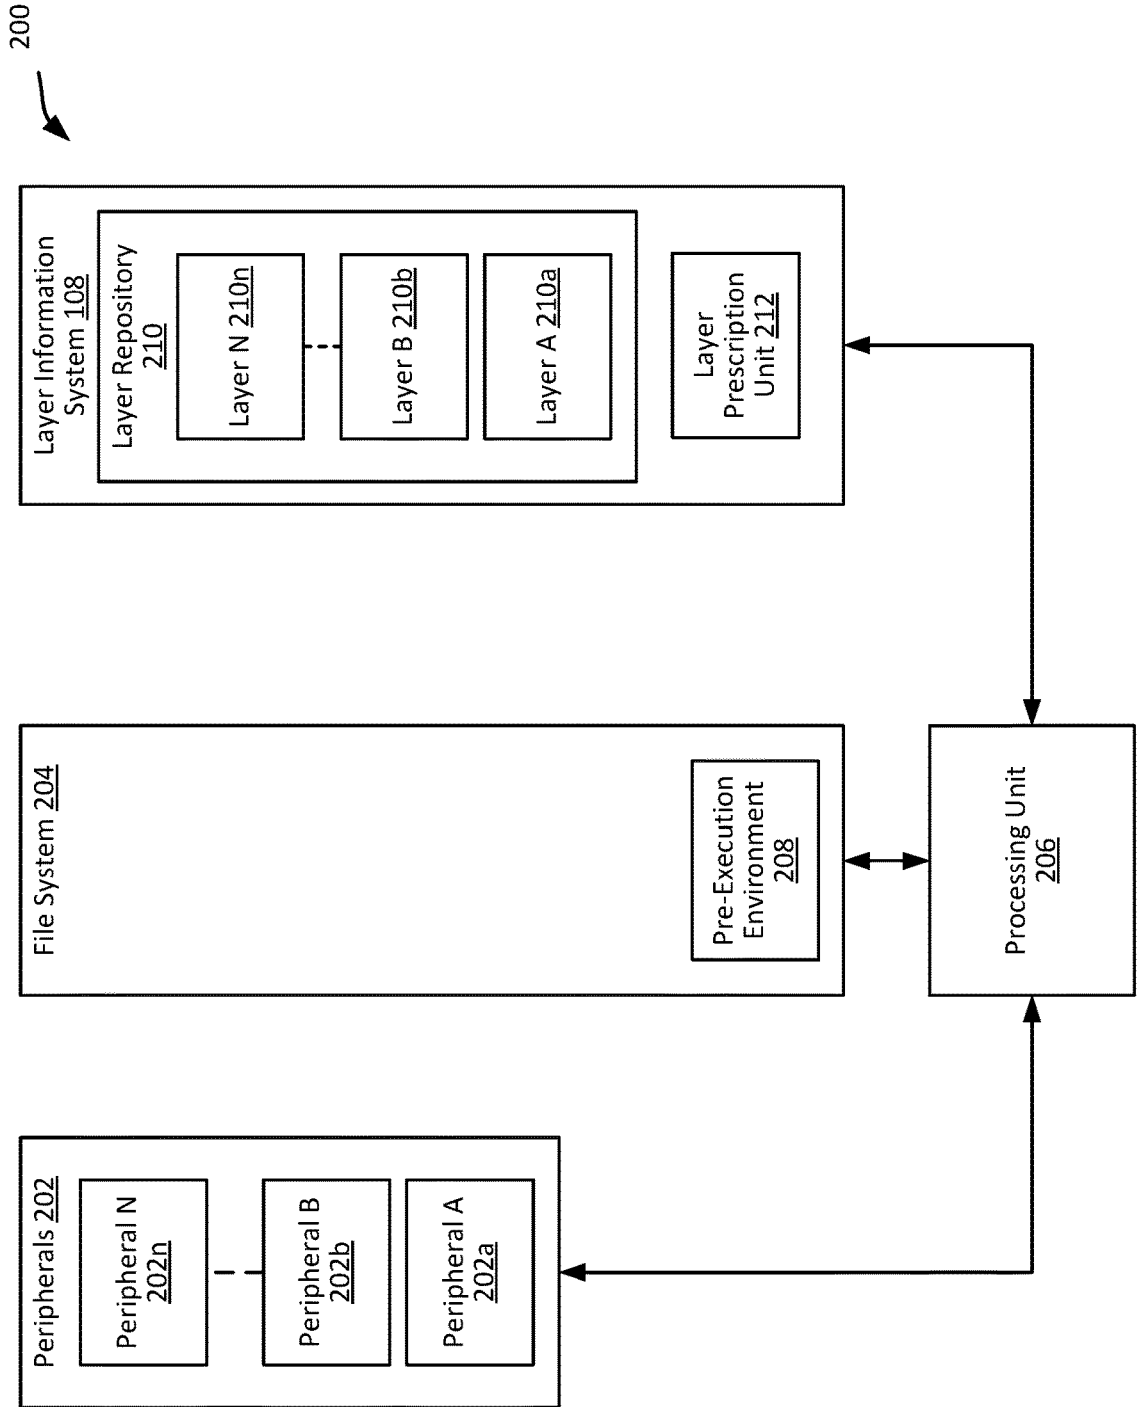 200
Peripherals 202
Peripheral N
202n
Peripheral B
202b
Peripheral A
202a
File System 204
Pre-Execution
Environment
208
Layer Information
System 108
Layer Repository
210
Layer N 210n
Layer B 210b
Layer A 210a
Layer
Prescription
Unit 212
Processing Unit
206